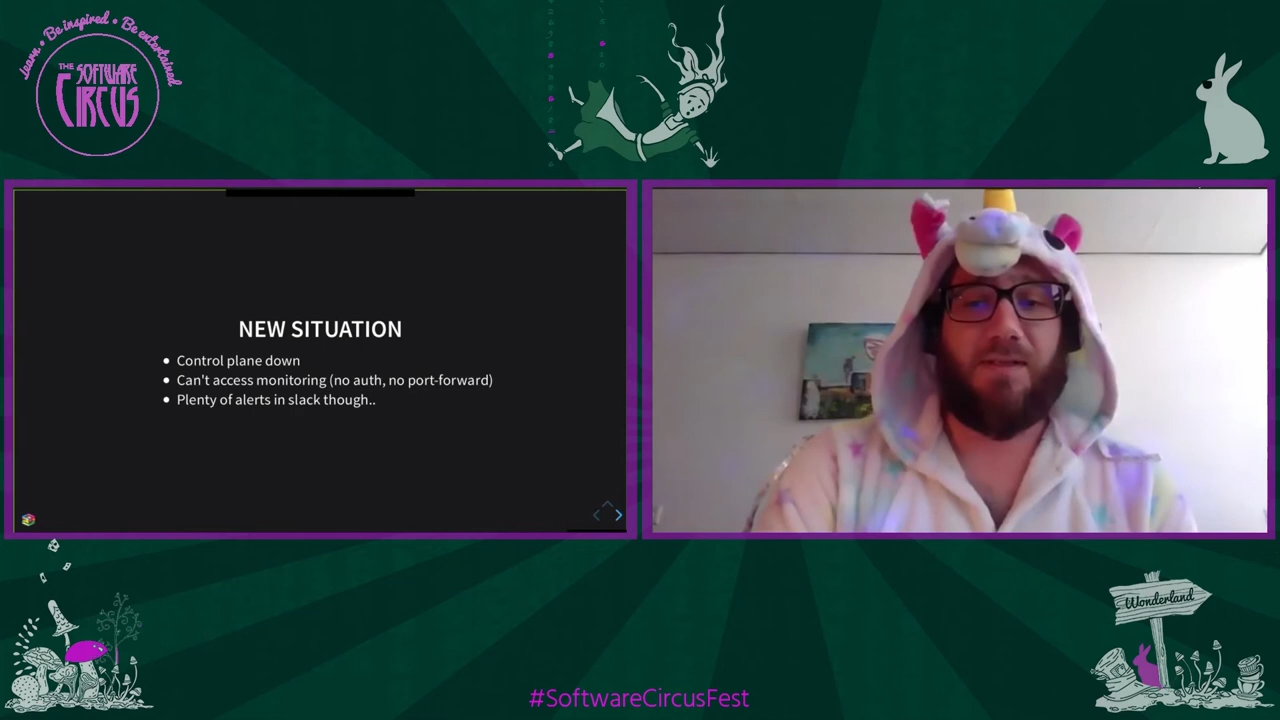 Learn • Be inspired • Be entertained
THE SOFTWARE
CIRCUS
NEW SITUATION
• Control plane down
• Can't access monitoring (no auth, no port-forward)
• Plenty of alerts in slack though..
Wonderland
#SoftwareCircusFest